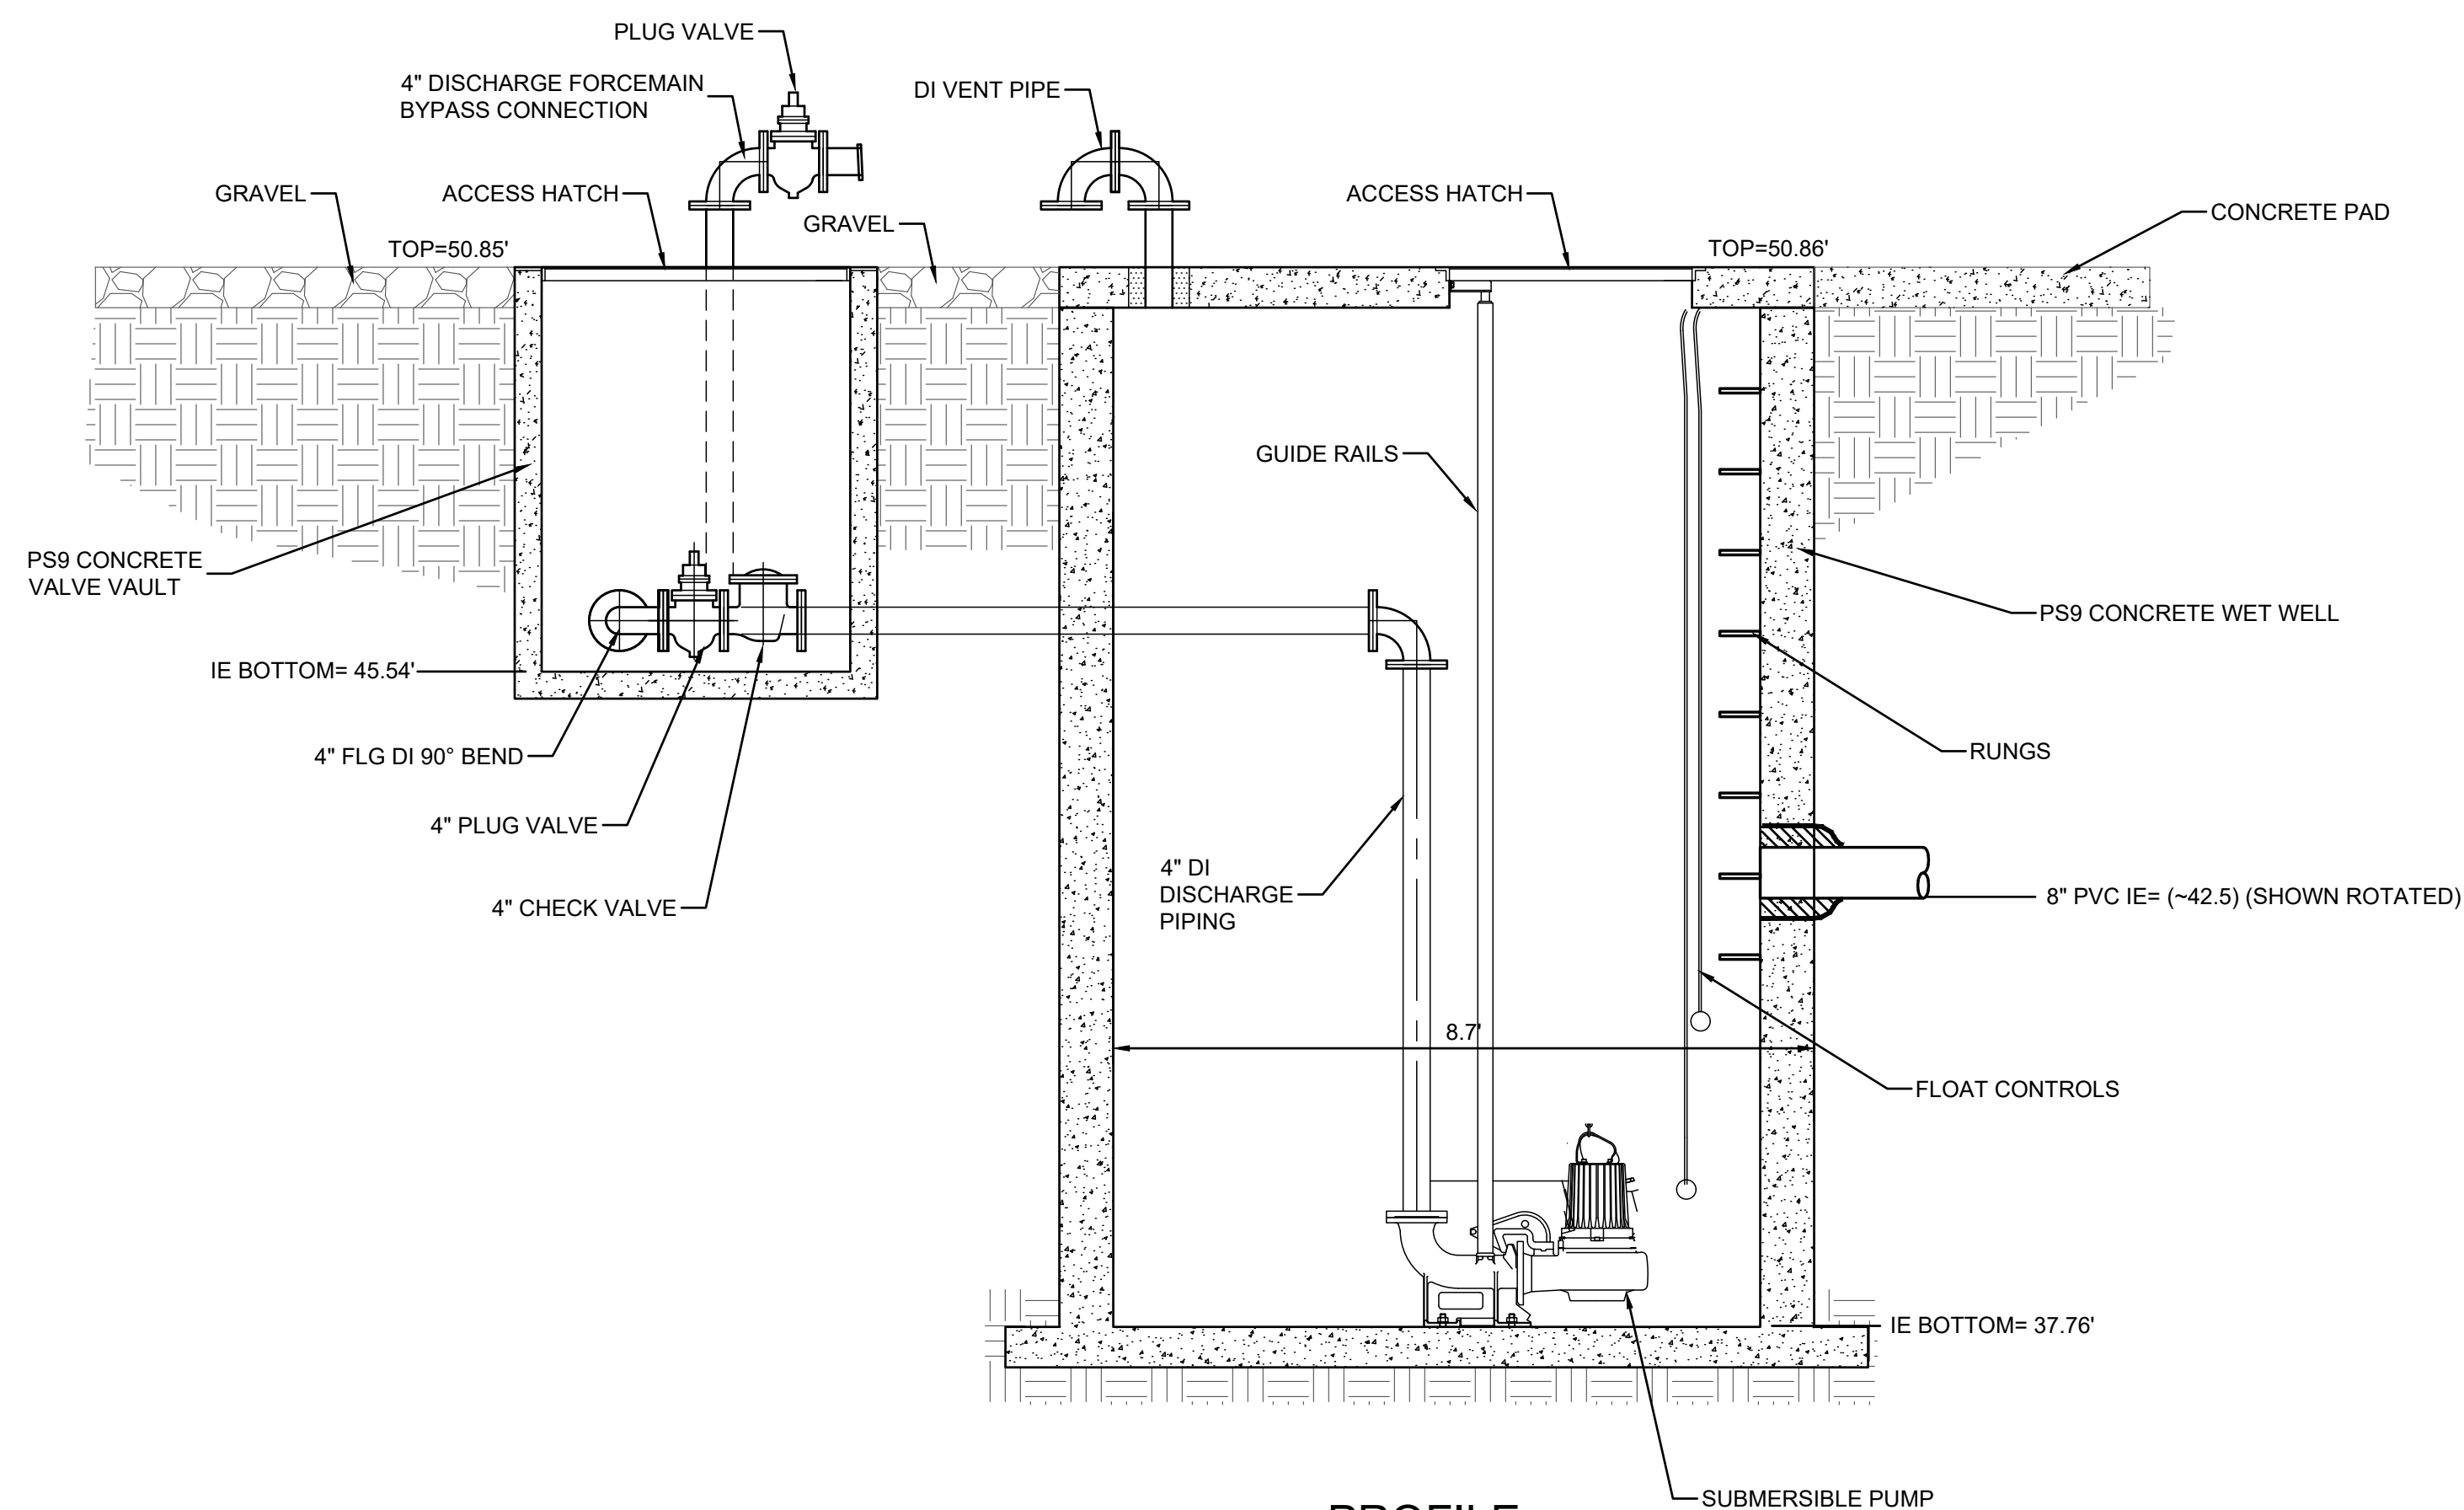 PLUG VALVE
4" DISCHARGE FORCEMAIN
BYPASS CONNECTION
DI VENT PIPE
GRAVEL
ACCESS HATCH
ACCESS HATCH
CONCRETE PAD
GRAVEL
TOP=50.85'
TOP=50.86'
GUIDE RAILS
PS9 CONCRETE
VALVE VAULT
PS9 CONCRETE WET WELL
IE BOTTOM= 45.54'
4" FLG DI 90° BEND
RUNGS
4" PLUG VALVE
4" DI
DISCHARGE
PIPING
4" CHECK VALVE
8" PVC IE= (~42.5) (SHOWN ROTATED)
8.7'
FLOAT CONTROLS
IE BOTTOM= 37.76'
SUBMERSIBLE PUMP
PROFILE